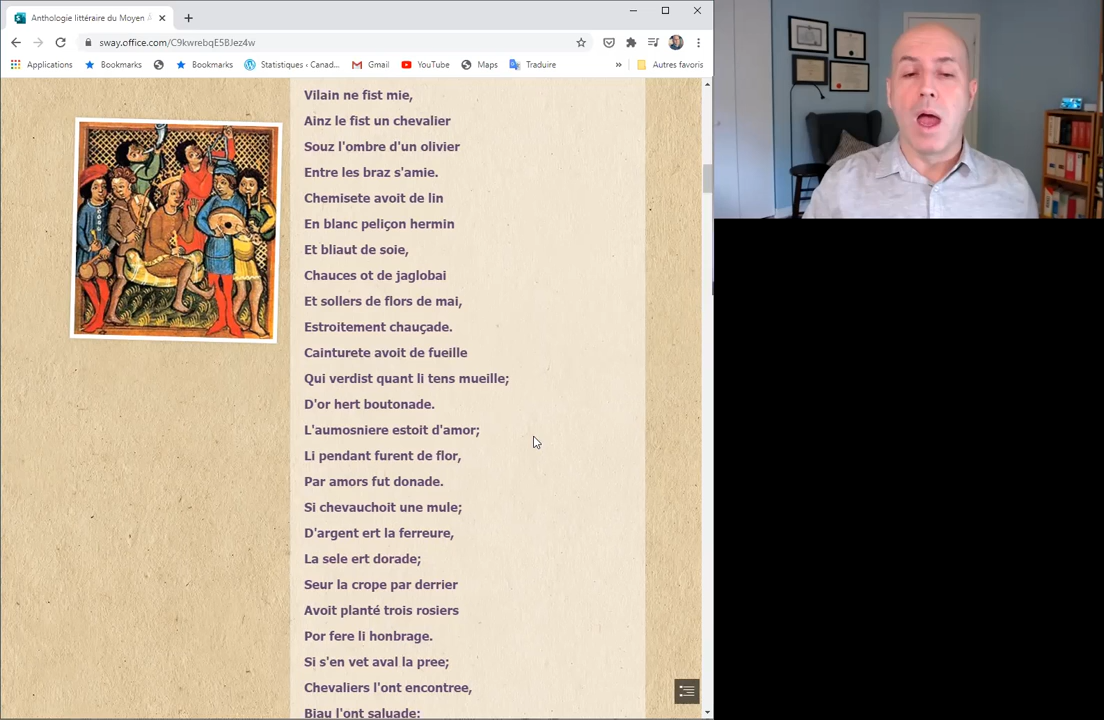 Anthologie littéraire du Moyen
sway.office.com/C9kwrebqESBJez4w
Applications
Bookmarks
Bookmarks
Statistiques – Canad...
Gmail
YouTube
Maps
Traduire
»
Autres favoris
Vilain ne fist mie,
Ainz le fist un chevalier
Souz l'ombre d'un olivier
Entre les braz s'amie.
Chemisete avoit de lin
En blanc peliçon hermin
Et bliaut de soie,
Chauces ot de jaglobai
Et sollers de flors de mai,
Estroitement chauçade.
Cainturete avoit de fueille
Qui verdist quant li tens mueille;
D'or hert boutonade.
L'aumosniere estoit d'amor;
Li pendant furent de flor,
Par amors fut donade.
Si chevauchoit une mule;
D'argent ert la ferreure,
La sele ert dorade;
Seur la crope par derrier
Avoit planté trois rosiers
Por fere li honbrage.
Si s'en vet aval la pree;
Chevaliers l'ont encontree,
Biau l'ont saluade: